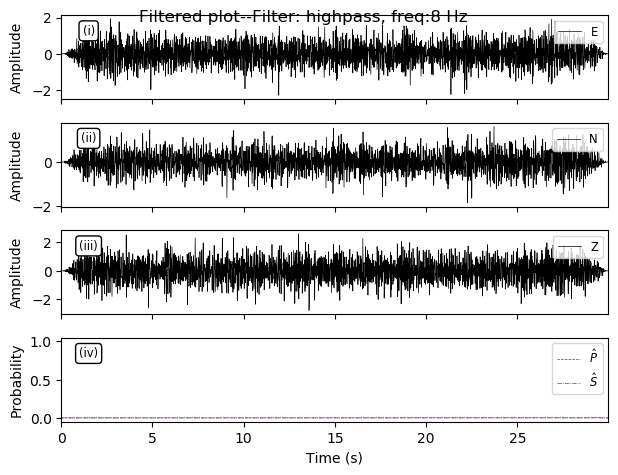 Filtered plot--Filter: highpass, freq:8 Hz
(i)
E
Amplitude
2
0
−2
(ii)
N
Amplitude
0
−2
(iii)
Z
Amplitude
2
0
−2
(iv)
P̂
Ŝ
Probability
1.0
0.5
0.0
0 5 10 15 20 25
Time (s)